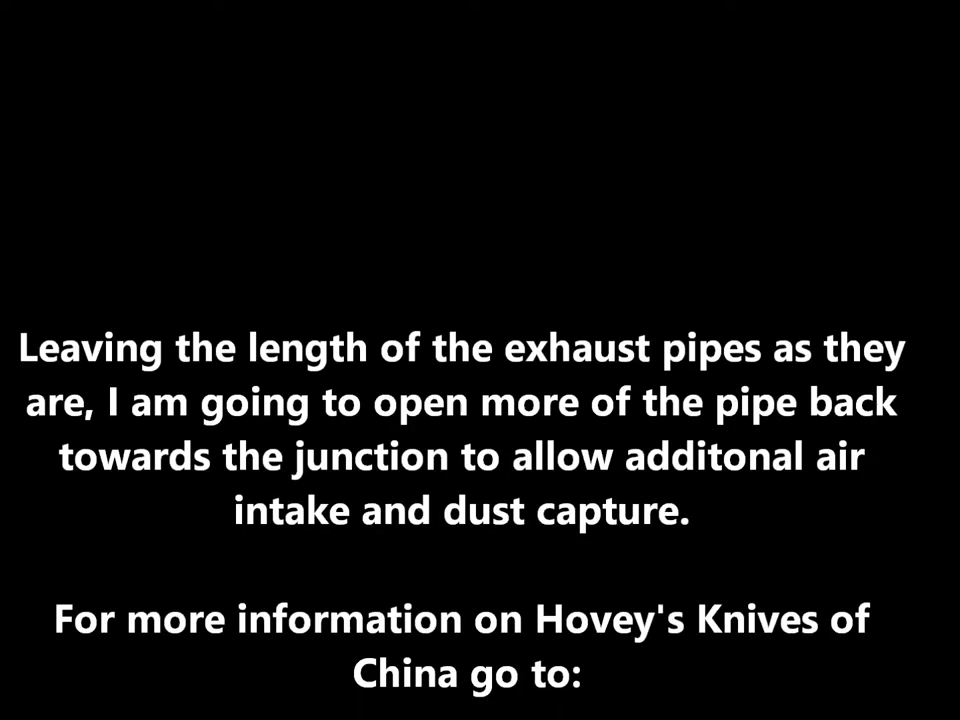 Leaving the length of the exhaust pipes as they
are, I am going to open more of the pipe back
towards the junction to allow additonal air
intake and dust capture.
For more information on Hovey's Knives of
China go to: